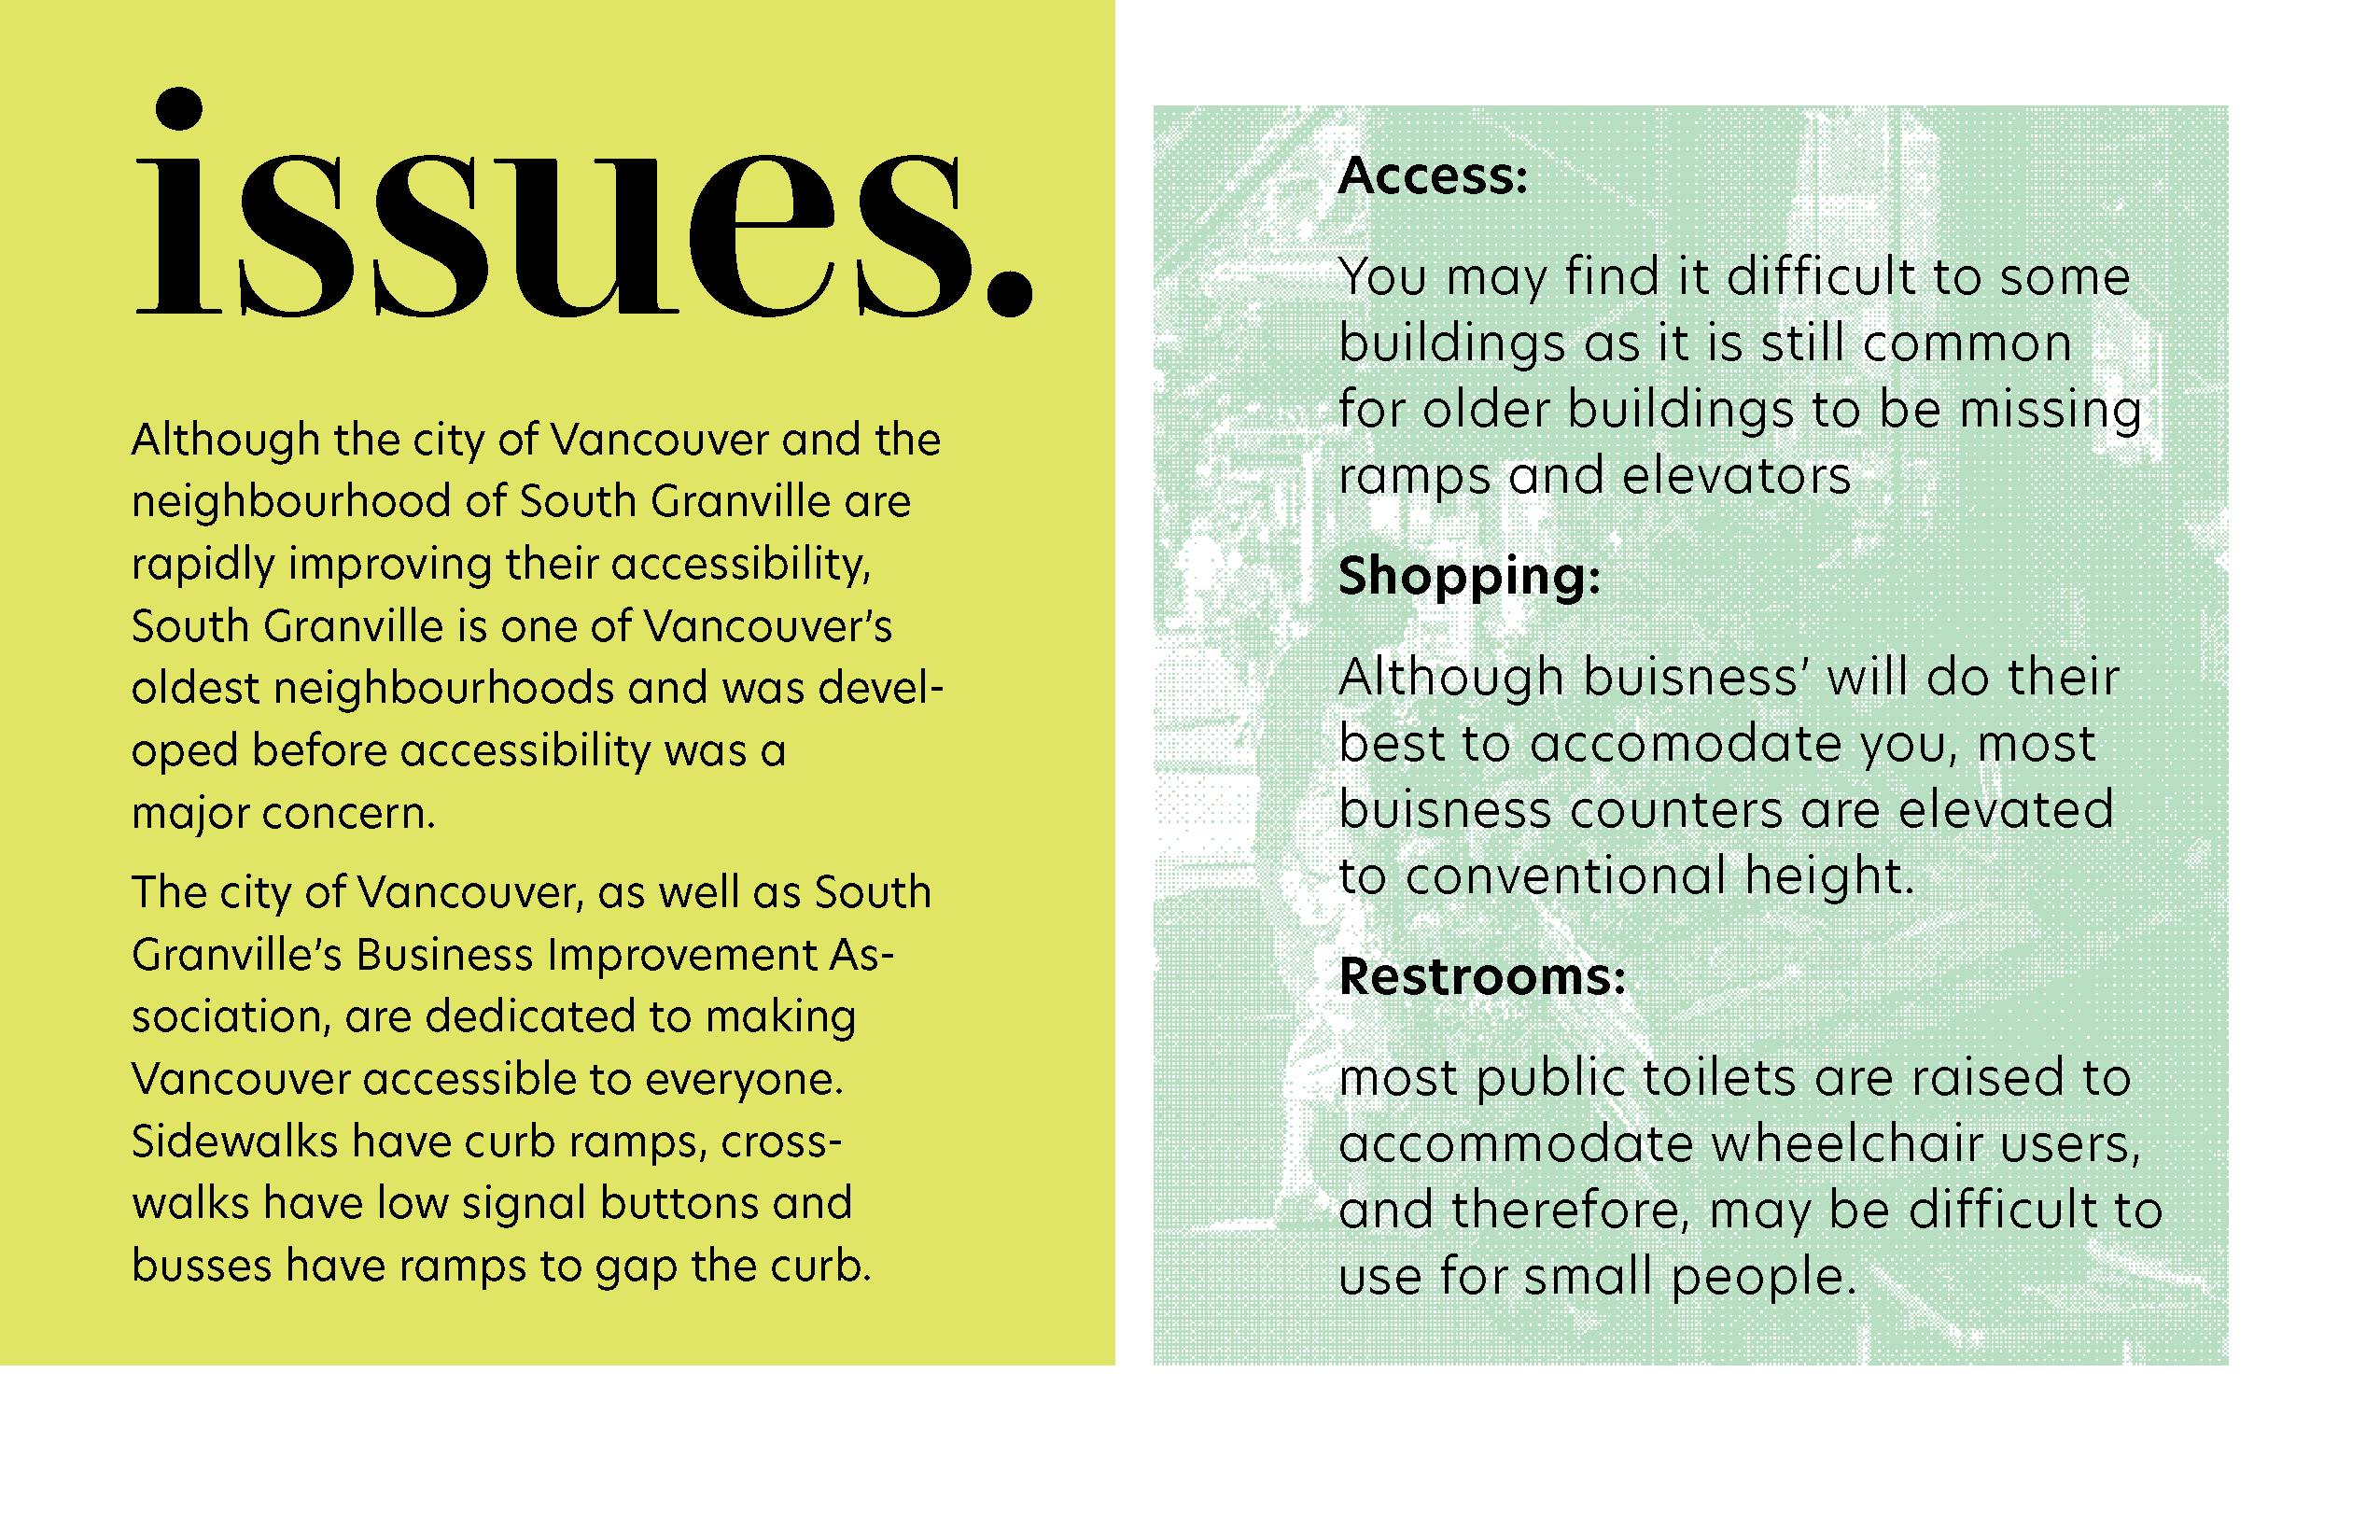 issues.
Although the city of Vancouver and the
neighbourhood of South Granville are
rapidly improving their accessibility,
South Granville is one of Vancouver’s
oldest neighbourhoods and was devel-
oped before accessibility was a
major concern.
The city of Vancouver, as well as South
Granville’s Business Improvement As-
sociation, are dedicated to making
Vancouver accessible to everyone.
Sidewalks have curb ramps, cross-
walks have low signal buttons and
busses have ramps to gap the curb.
Access:
You may find it difficult to some
buildings as it is still common
for older buildings to be missing
ramps and elevators
Shopping:
Although buisness’ will do their
best to accomodate you, most
buisness counters are elevated
to conventional height.
Restrooms:
most public toilets are raised to
accommodate wheelchair users,
and therefore, may be difficult to
use for small people.